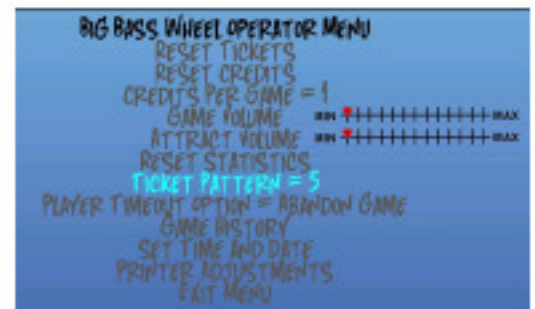 BIG BASS WHEEL OPERATOR MENU
RESET TICKETS
RESET CREDITS
CREDITS PER GAME = 1
GAME VOLUME MIN MAX
ATTRACT VOLUME MIN MAX
RESET STATISTICS
TICKET PATTERN = 5
PLAYER TIMEOUT OPTION = ABANDON GAME
GAME HISTORY
SET TIME AND DATE
PRINTER ADJUSTMENTS
EXIT MENU